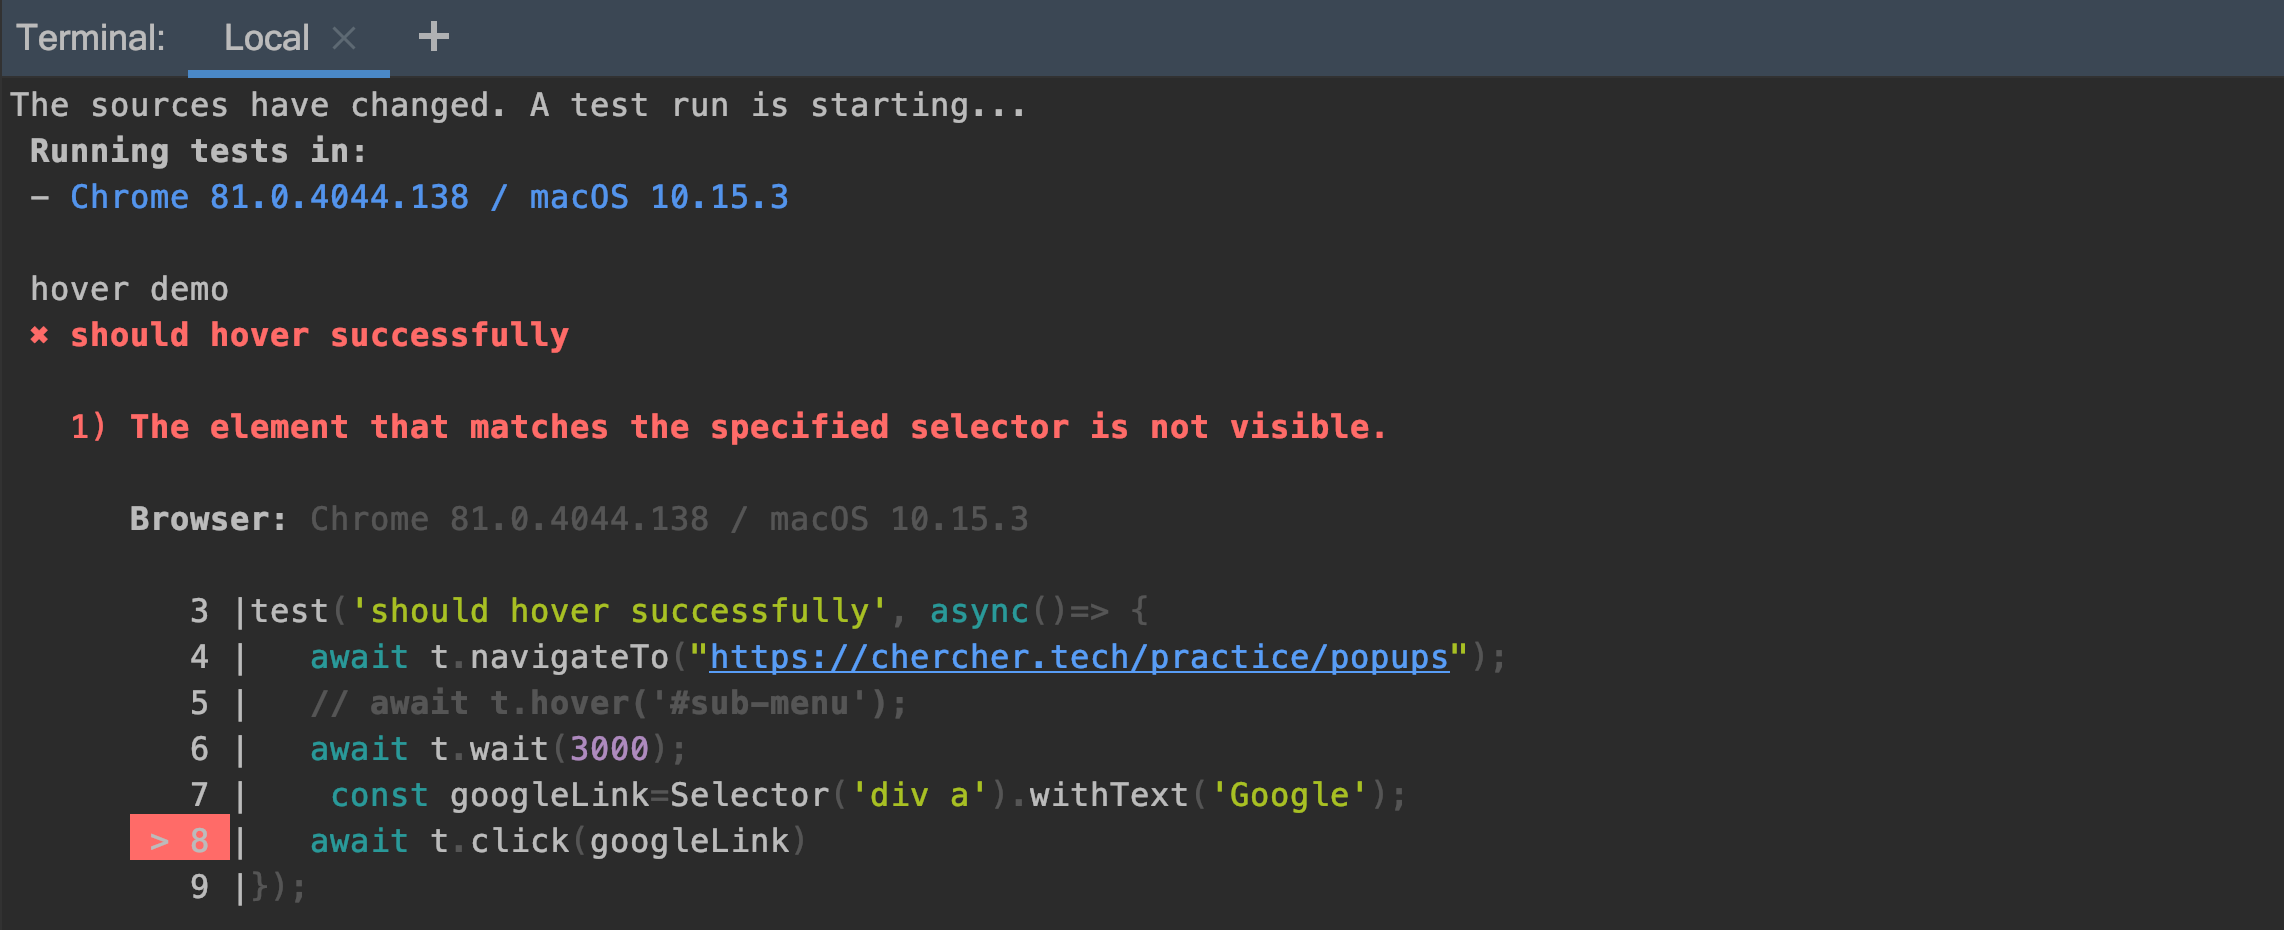 Terminal: Local × +
The sources have changed. A test run is starting...
Running tests in:
- Chrome 81.0.4044.138 / macOS 10.15.3
hover demo
✖ should hover successfully
1) The element that matches the specified selector is not visible.
Browser: Chrome 81.0.4044.138 / macOS 10.15.3
3 |test('should hover successfully', async()=> {
4 |   await t.navigateTo("https://chercher.tech/practice/popups");
5 |   // await t.hover('#sub-menu');
6 |   await t.wait(3000);
7 |    const googleLink=Selector('div a').withText('Google');
> 8 |   await t.click(googleLink)
9 |});